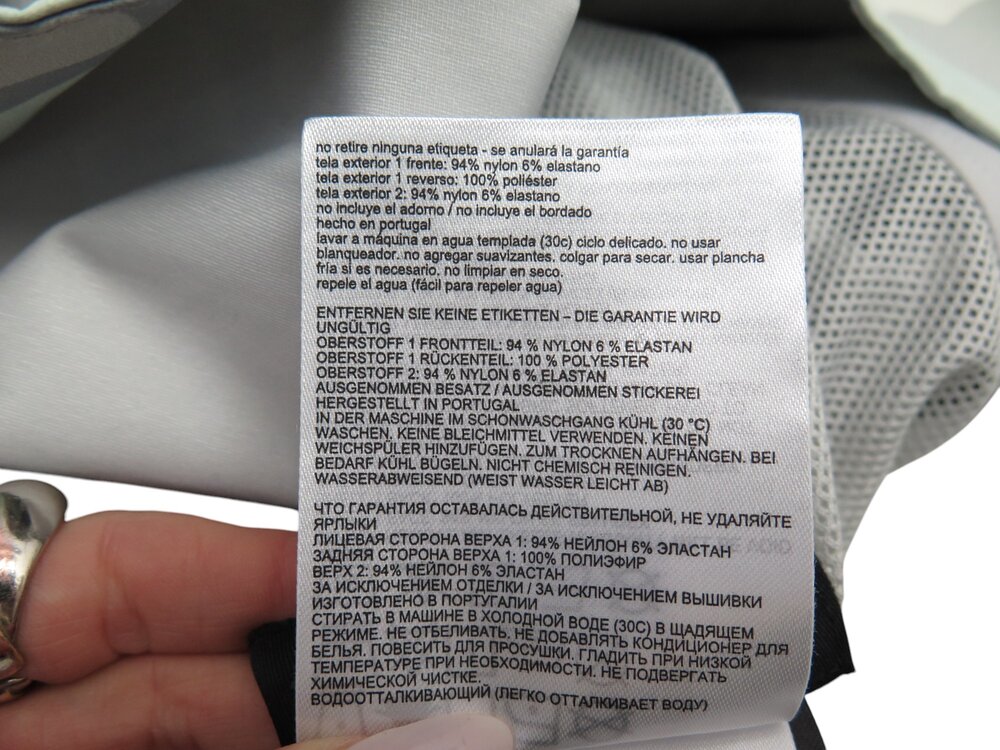 no retire ninguna etiqueta - se anulará la garantía
tela exterior 1 frente: 94% nylon 6% elastano
tela exterior 1 reverso: 100% poliéster
tela exterior 2: 94% nylon 6% elastano
no incluye el adorno / no incluye el bordado
hecho en portugal
lavar a máquina en agua templada (30c) ciclo delicado. no usar
blanqueador. no agregar suavizantes. colgar para secar. usar plancha
fría si es necesario. no limpiar en seco.
repele el agua (fácil para repeler agua)
ENTFERNEN SIE KEINE ETIKETTEN – DIE GARANTIE WIRD
UNGÜLTIG
OBERSTOFF 1 FRONTTEIL: 94 % NYLON 6 % ELASTAN
OBERSTOFF 1 RÜCKENTEIL: 100 % POLYESTER
OBERSTOFF 2: 94 % NYLON 6 % ELASTAN
AUSGENOMMEN BESATZ / AUSGENOMMEN STICKEREI
HERGESTELLT IN PORTUGAL
IN DER MASCHINE IM SCHONWASCHGANG KÜHL (30 °C)
WASCHEN. KEINE BLEICHMITTEL VERWENDEN. KEINEN
WEICHSPÜLER HINZUFÜGEN. ZUM TROCKNEN AUFHÄNGEN. BEI
BEDARF KÜHL BÜGELN. NICHT CHEMISCH REINIGEN.
WASSERABWEISEND (WEIST WASSER LEICHT AB)
ЧТО ГАРАНТИЯ ОСТАВАЛАСЬ ДЕЙСТВИТЕЛЬНОЙ, НЕ УДАЛЯЙТЕ
ЯРЛЫКИ
ЛИЦЕВАЯ СТОРОНА ВЕРХА 1: 94% НЕЙЛОН 6% ЭЛАСТАН
ЗАДНЯЯ СТОРОНА ВЕРХА 1: 100% ПОЛИЭФИР
ВЕРХ 2: 94% НЕЙЛОН 6% ЭЛАСТАН
ЗА ИСКЛЮЧЕНИЕМ ОТДЕЛКИ / ЗА ИСКЛЮЧЕНИЕМ ВЫШИВКИ
ИЗГОТОВЛЕНО В ПОРТУГАЛИИ
СТИРАТЬ В МАШИНЕ В ХОЛОДНОЙ ВОДЕ (30С) В ЩАДЯЩЕМ
РЕЖИМЕ. НЕ ОТБЕЛИВАТЬ. НЕ ДОБАВЛЯТЬ КОНДИЦИОНЕР ДЛЯ
БЕЛЬЯ. ПОВЕСИТЬ ДЛЯ ПРОСУШКИ. ГЛАДИТЬ ПРИ НИЗКОЙ
ТЕМПЕРАТУРЕ ПРИ НЕОБХОДИМОСТИ. НЕ ПОДВЕРГАТЬ
ХИМИЧЕСКОЙ ЧИСТКЕ.
ВОДООТТАЛКИВАЮЩИЙ (ЛЕГКО ОТТАЛКИВАЕТ ВОДУ)